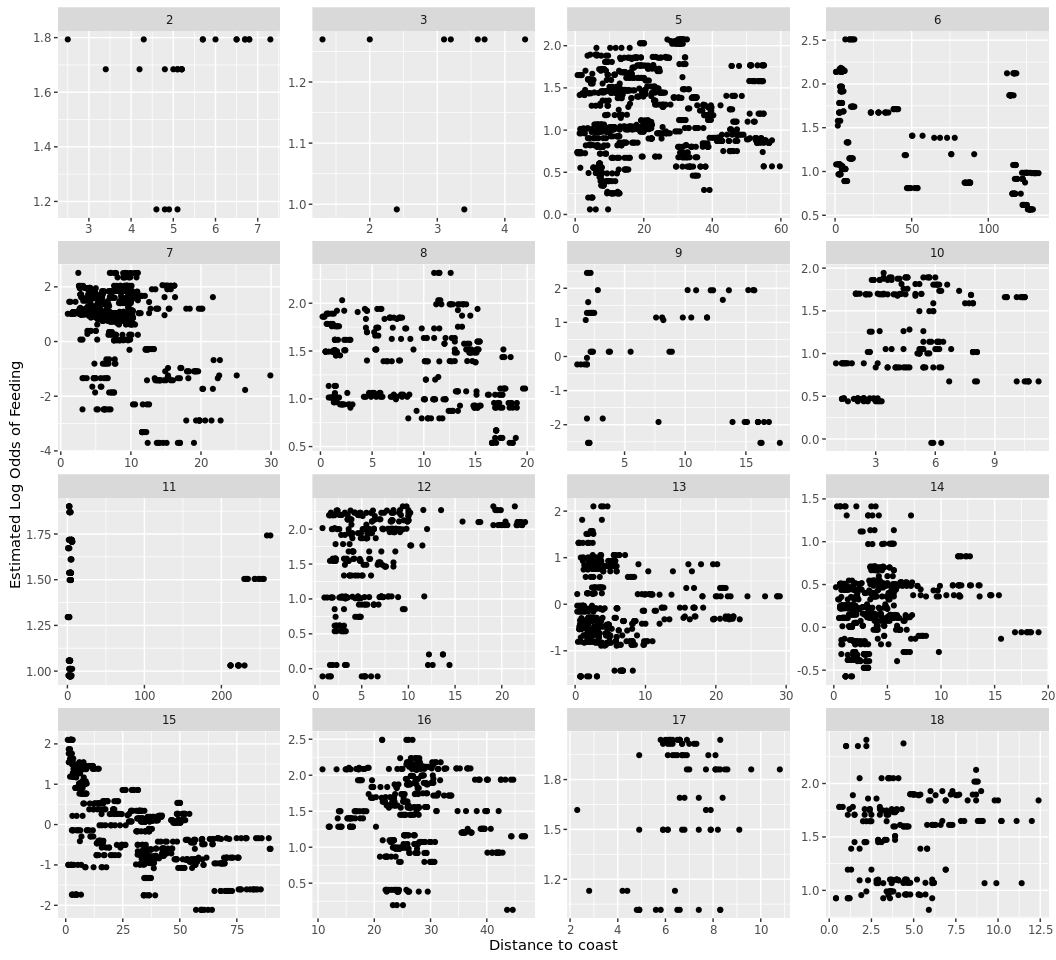 2 3 5 6
1.8 1.6 1.4 1.2
1.2 1.1 1.0
2.0 1.5 1.0 0.5 0.0
2.5 2.0 1.5 1.0 0.5
3 4 5 6 7
2 3 4
0 20 40 60
0 50 100
7 8 9 10
2 0 -2 -4
2.0 1.5 1.0 0.5
2 1 0 -1 -2
2.0 1.5 1.0 0.5 0.0
0 10 20 30
0 5 10 15 20
5 10 15
3 6 9
Estimated Log Odds of Feeding
11 12 13 14
1.75 1.50 1.25 1.00
2.0 1.5 1.0 0.5 0.0
2 1 0 -1
1.5 1.0 0.5 0.0 -0.5
0 100 200
0 5 10 15 20
0 10 20 30
0 5 10 15 20
15 16 17 18
2 1 0 -1 -2
2.5 2.0 1.5 1.0 0.5
1.8 1.5 1.2
2.0 1.5 1.0
0 25 50 75
10 20 30 40
2 4 6 8 10
0.0 2.5 5.0 7.5 10.0 12.5
Distance to coast